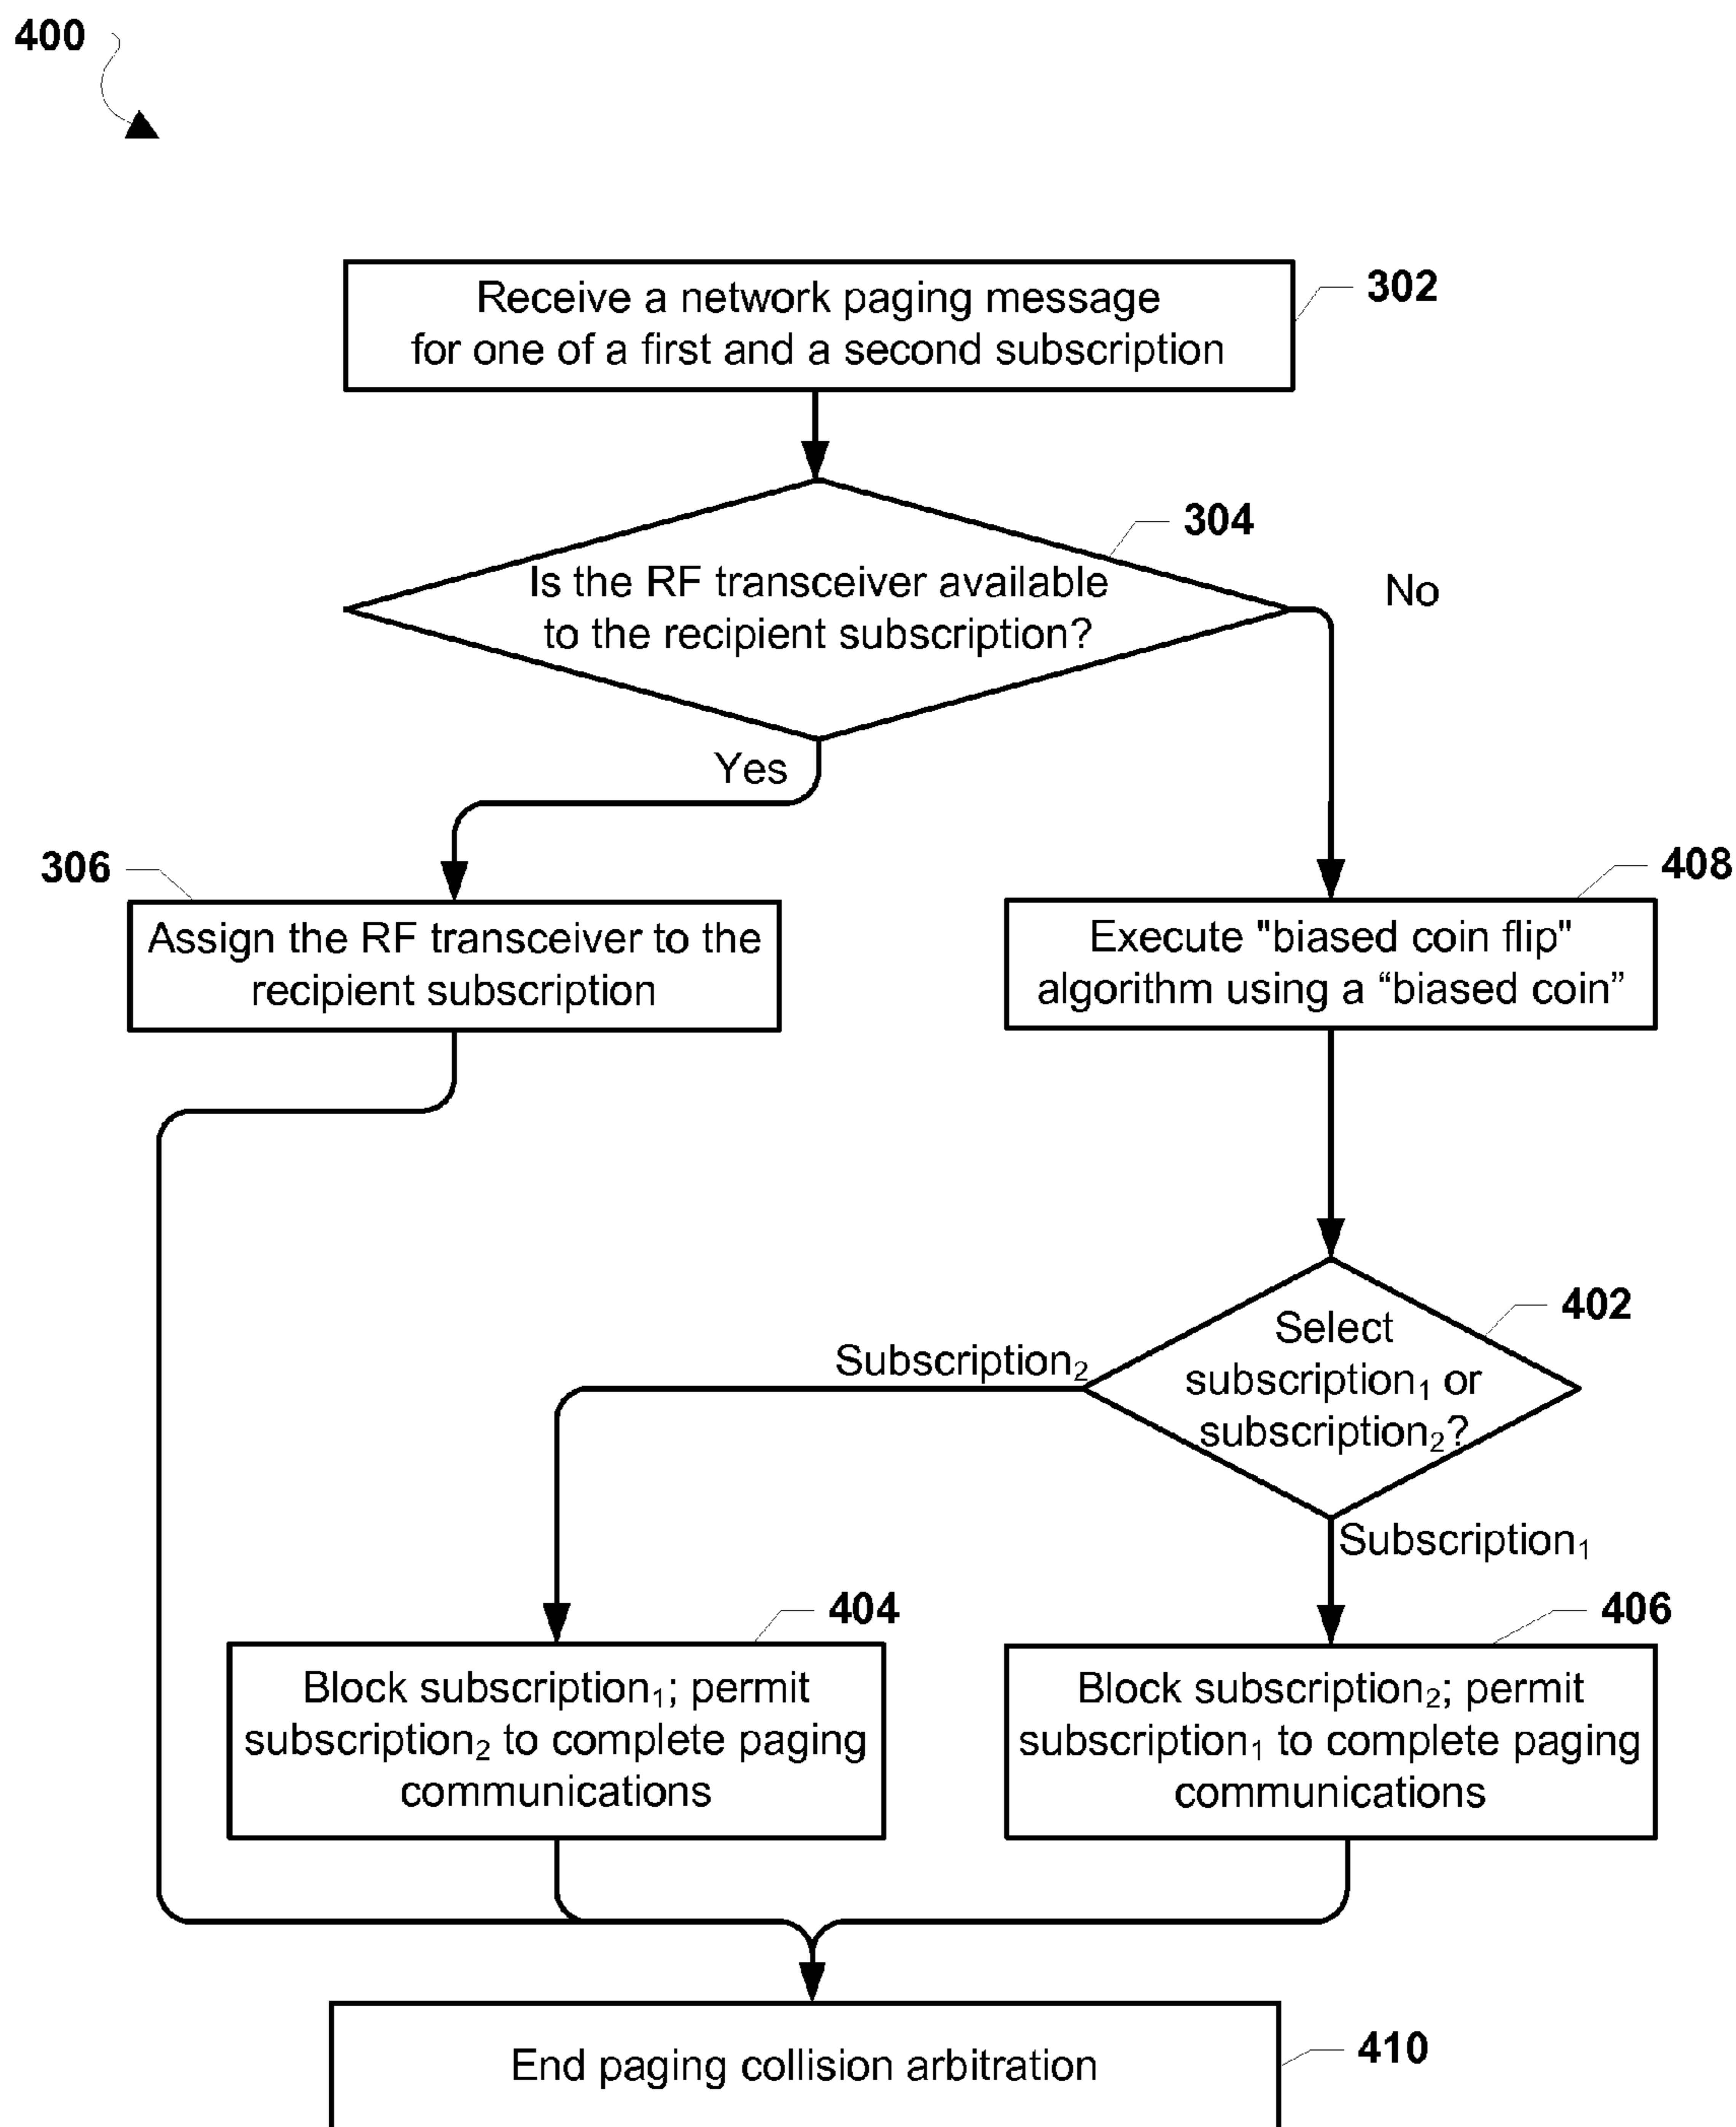 400
Receive a network paging message
for one of a first and a second subscription
302
304
Is the RF transceiver available
to the recipient subscription?
No
Yes
306
Assign the RF transceiver to the
recipient subscription
408
Execute "biased coin flip"
algorithm using a “biased coin”
402
Select
subscription₁ or
subscription₂?
Subscription₂
Subscription₁
404
Block subscription₁; permit
subscription₂ to complete paging
communications
406
Block subscription₂; permit
subscription₁ to complete paging
communications
End paging collision arbitration
410